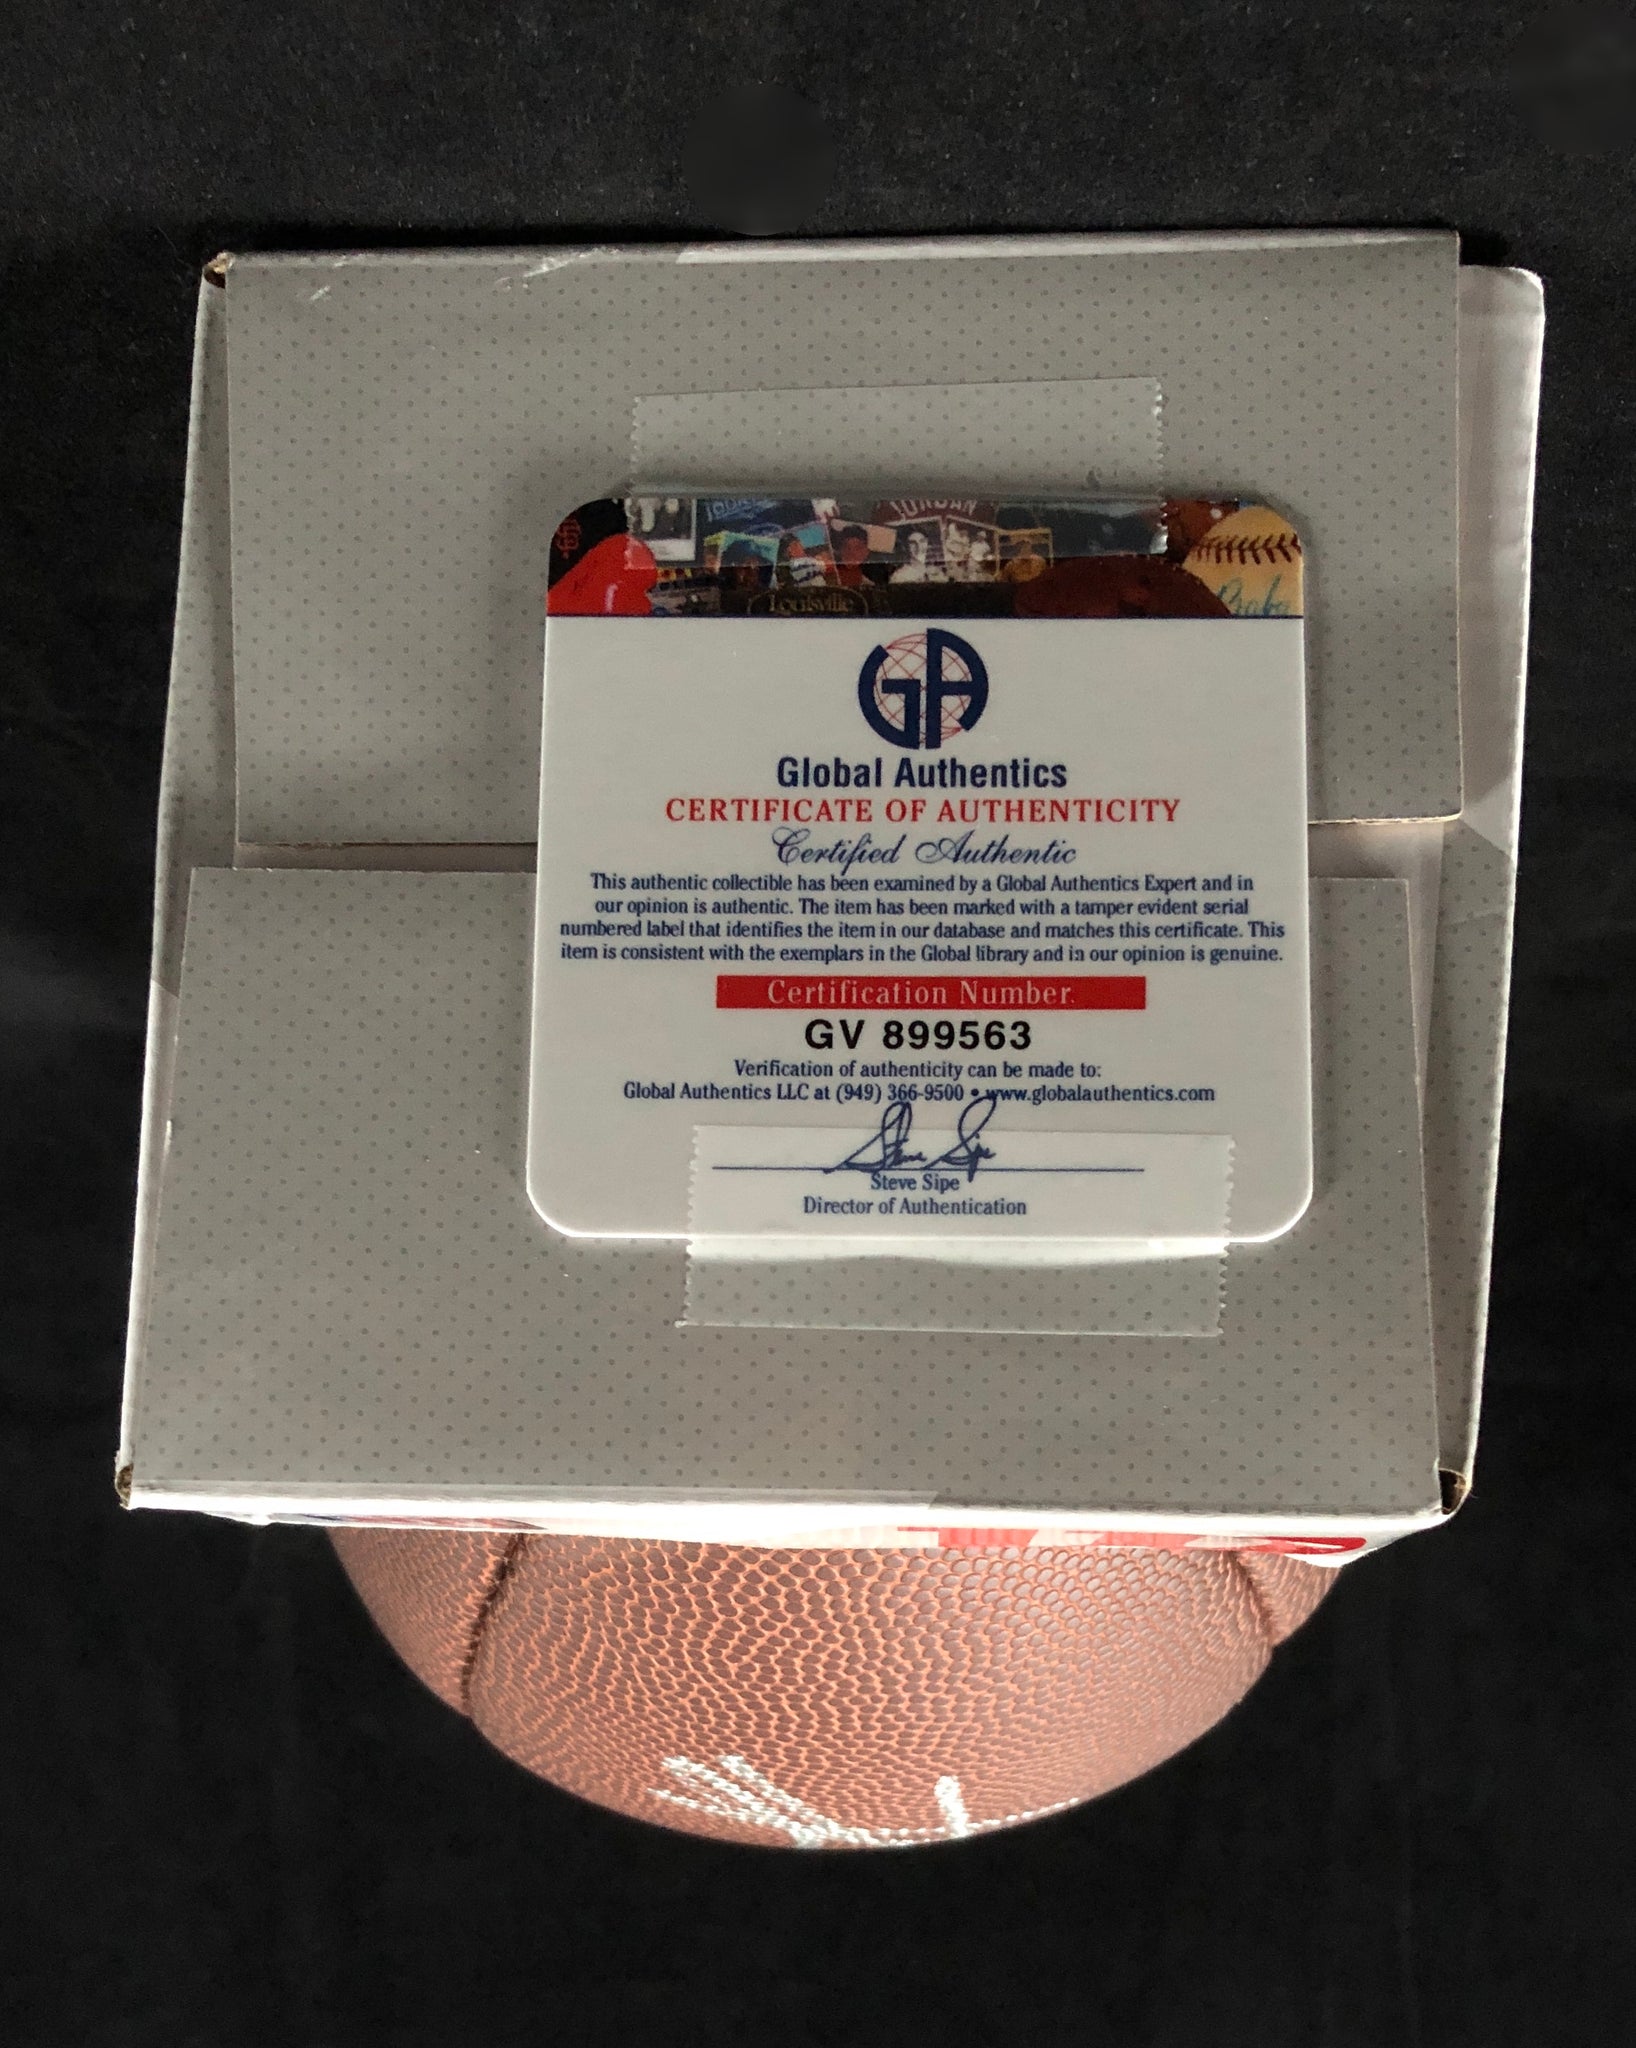 JORDAN
Louisville
GA
Global Authentics
CERTIFICATE OF AUTHENTICITY
Certified Authentic
This authentic collectible has been examined by a Global Authentics Expert and in
our opinion is authentic. The item has been marked with a tamper evident serial
numbered label that identifies the item in our database and matches this certificate. This
item is consistent with the exemplars in the Global library and in our opinion is genuine.
Certification Number.
GV 899563
Verification of authenticity can be made to:
Global Authentics LLC at (949) 366-9500 • www.globalauthentics.com
Steve Sipe
Steve Sipe
Director of Authentication